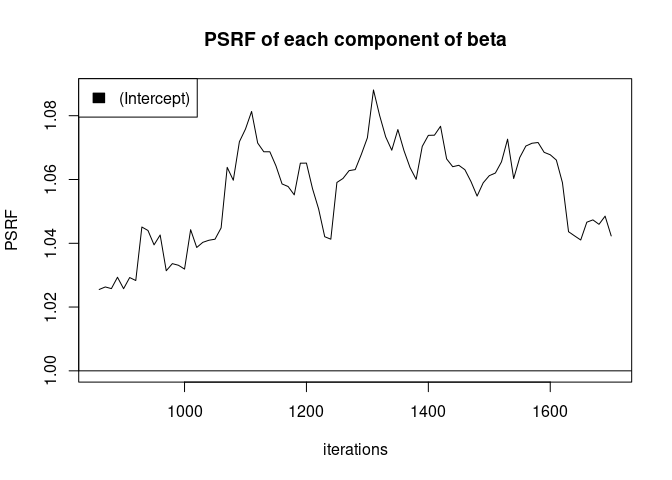 PSRF of each component of beta
(Intercept)
PSRF
1.08
1.06
1.04
1.02
1.00
1000 1200 1400 1600
iterations